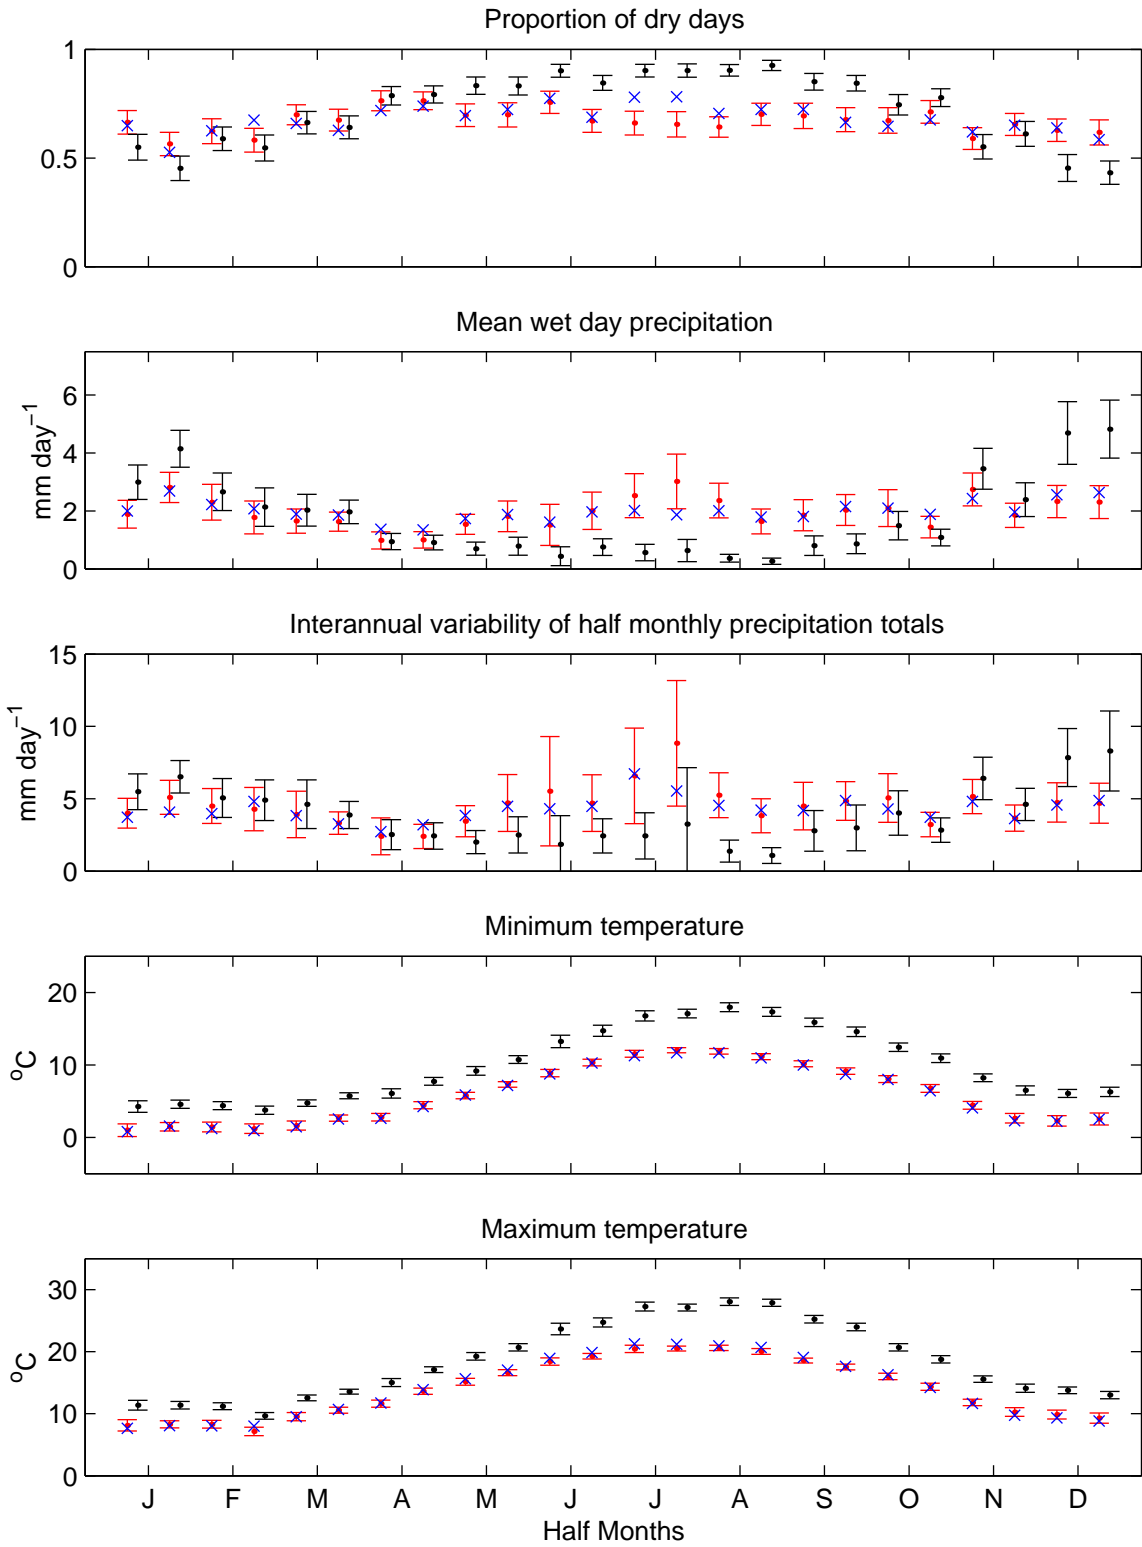 Proportion of dry days
1
0.5
0
Mean wet day precipitation
mm day⁻¹
6
4
2
0
Interannual variability of half monthly precipitation totals
mm day⁻¹
15
10
5
0
Minimum temperature
°C
20
10
0
Maximum temperature
°C
30
20
10
0
J F M A M J J A S O N D
Half Months